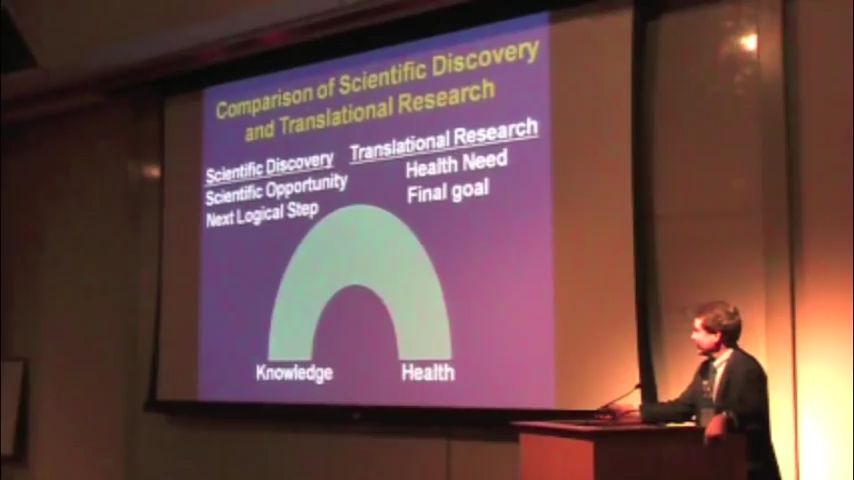 Comparison of Scientific Discovery
and Translational Research
Scientific Discovery
Scientific Opportunity
Next Logical Step
Translational Research
Health Need
Final goal
Knowledge
Health